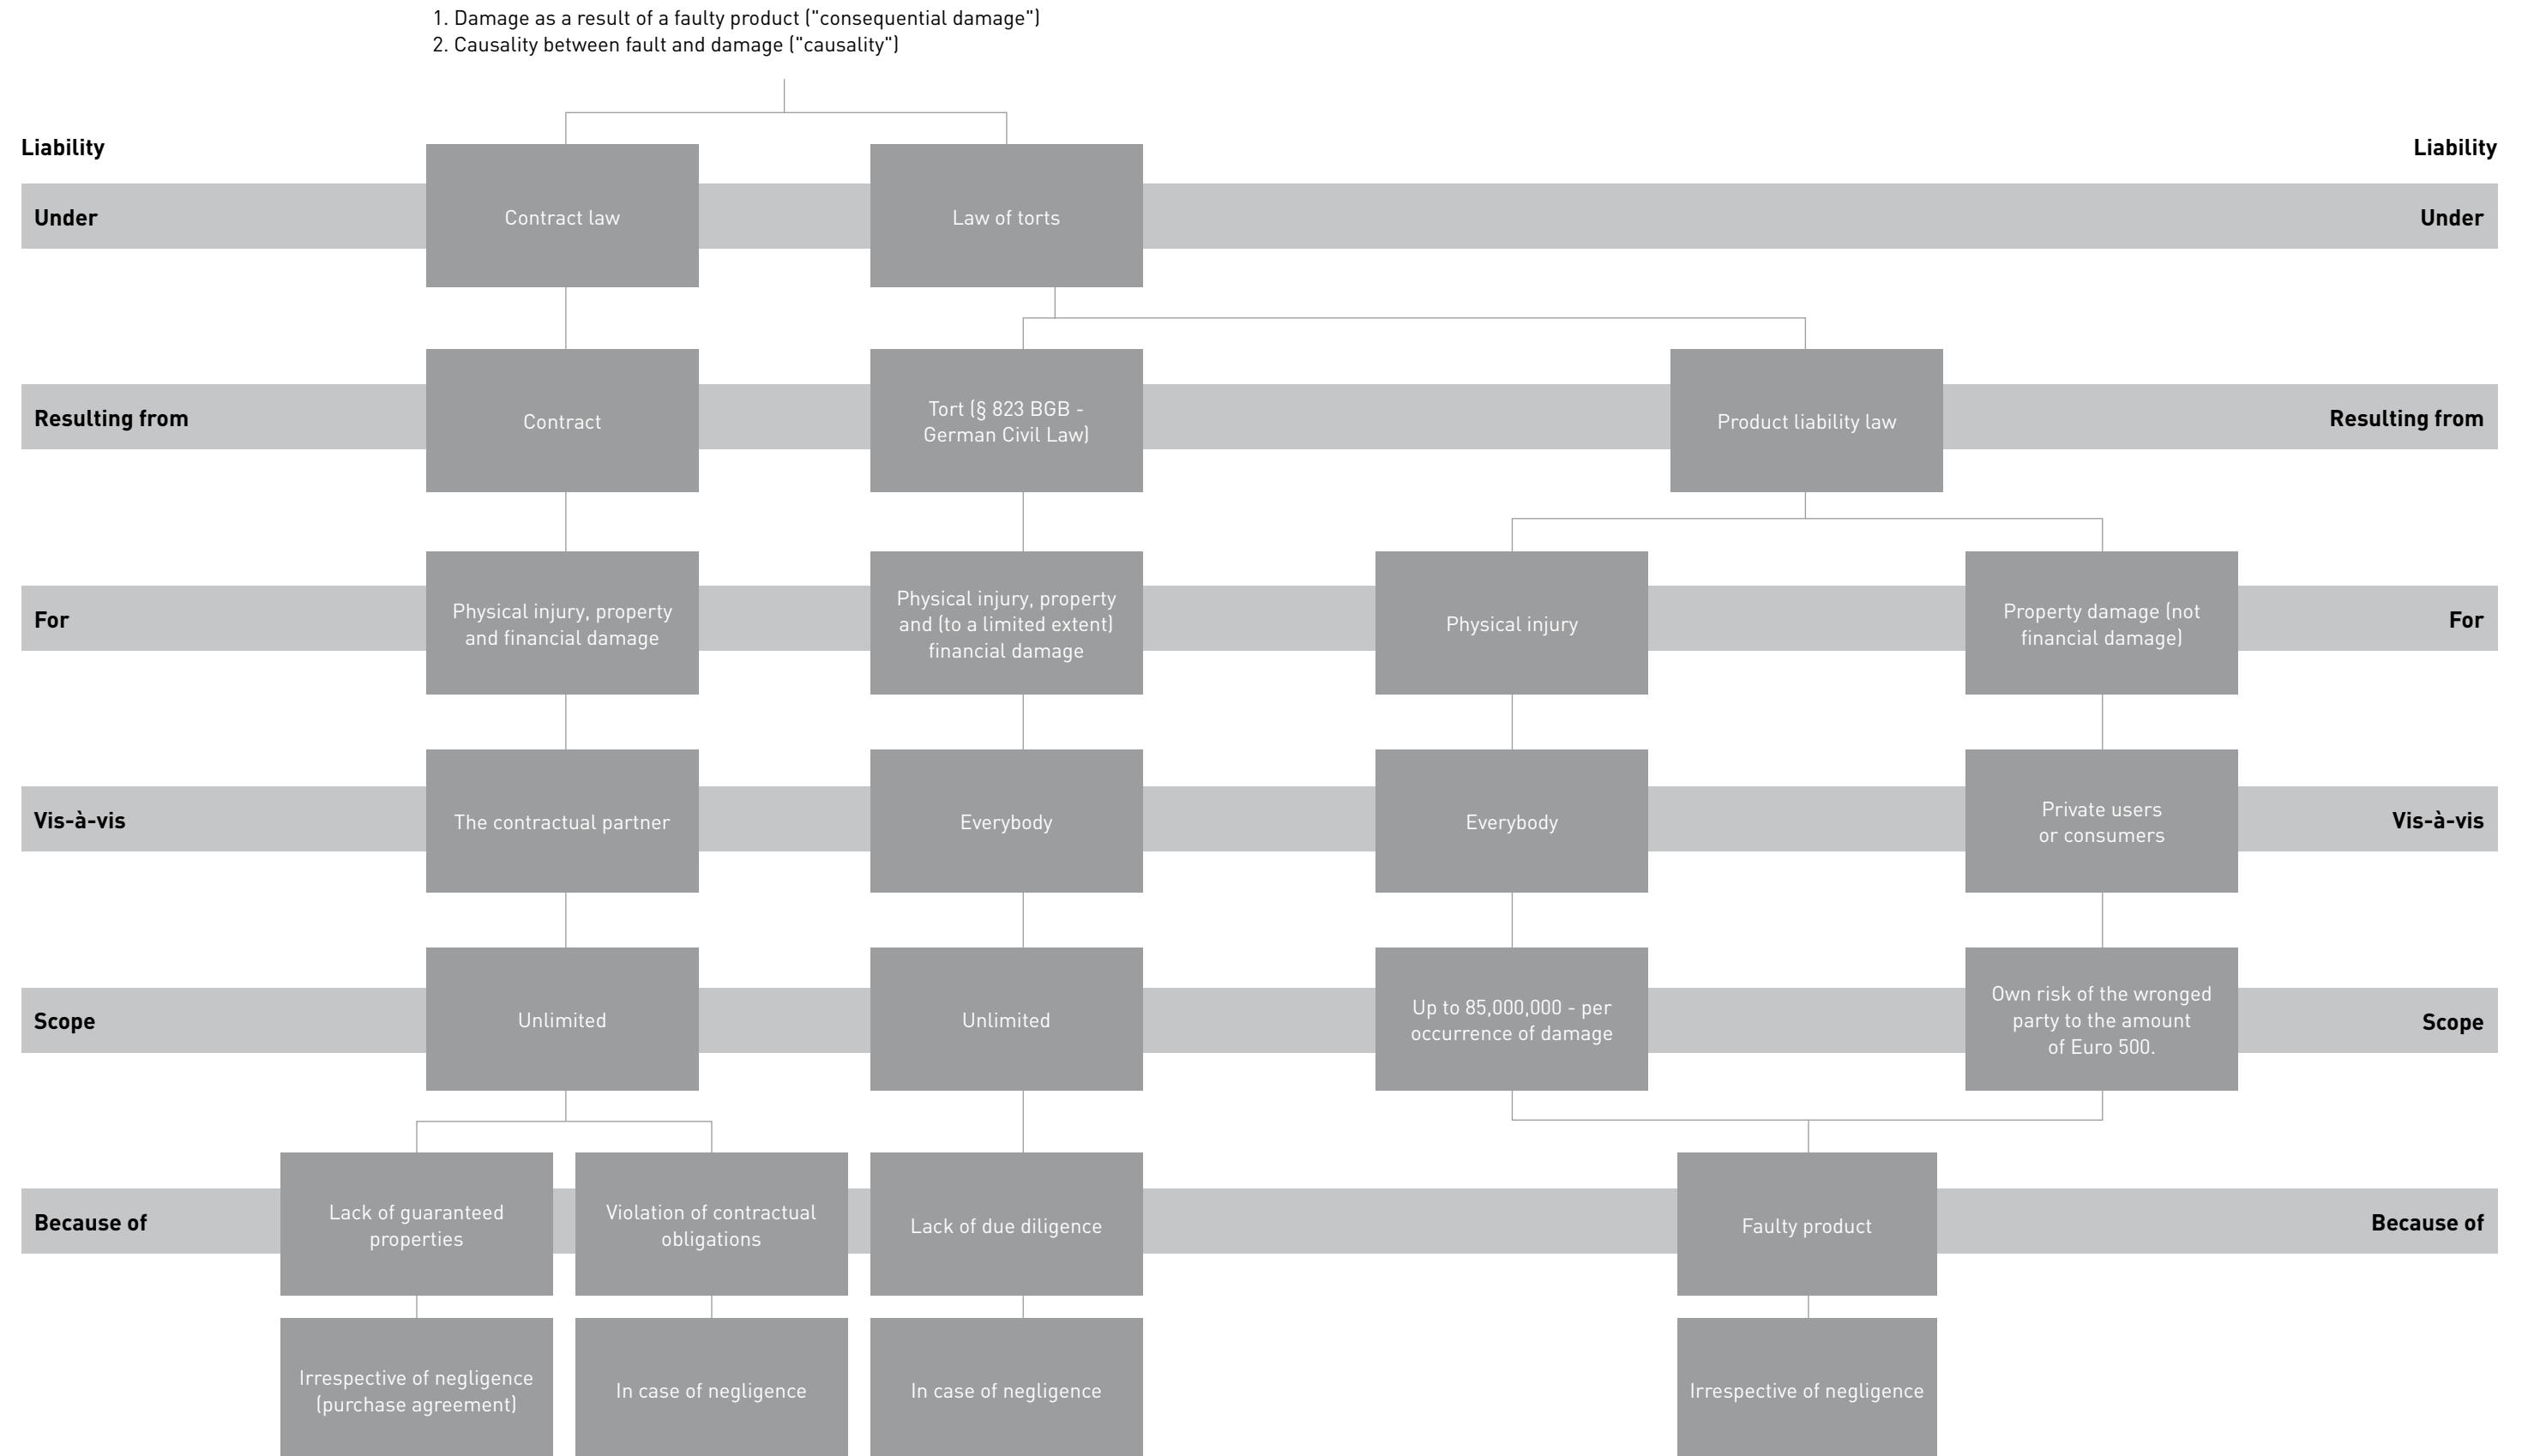 1. Damage as a result of a faulty product ("consequential damage")
2. Causality between fault and damage ("causality")
Liability
Liability
Under
Contract law
Law of torts
Under
Resulting from
Contract
Tort (§ 823 BGB -
German Civil Law)
Product liability law
Resulting from
For
Physical injury, property
and financial damage
Physical injury, property
and (to a limited extent)
financial damage
Physical injury
Property damage (not
financial damage)
For
Vis-à-vis
The contractual partner
Everybody
Everybody
Private users
or consumers
Vis-à-vis
Scope
Unlimited
Unlimited
Up to 85,000,000 - per
occurrence of damage
Own risk of the wronged
party to the amount
of Euro 500.
Scope
Because of
Lack of guaranteed
properties
Violation of contractual
obligations
Lack of due diligence
Faulty product
Because of
Irrespective of negligence
(purchase agreement)
In case of negligence
In case of negligence
Irrespective of negligence